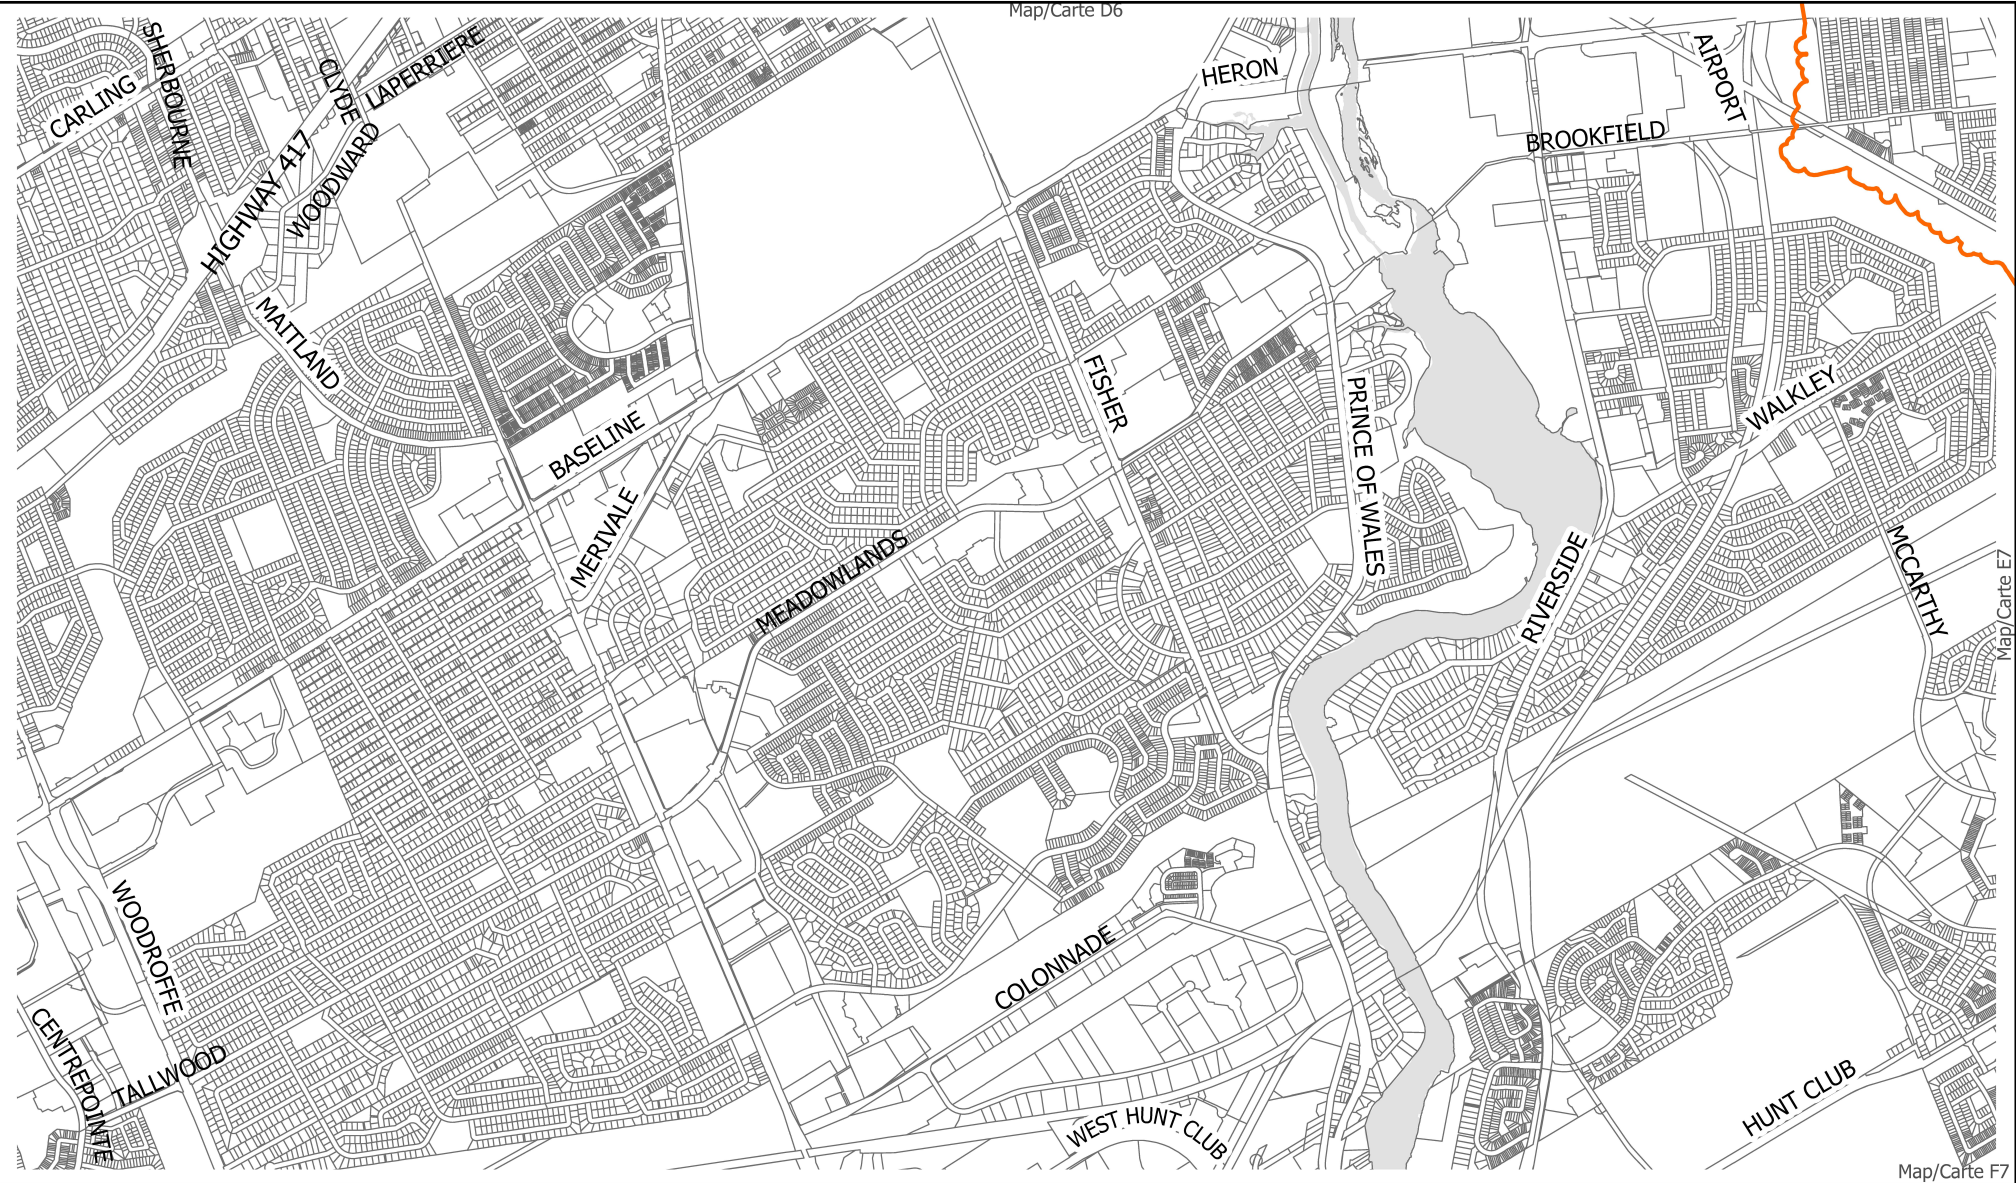 Map/Carte D6
SHERBOURNE
CARLING
CLYDE
LAPERRIERE
HERON
AIRPORT
BROOKFIELD
HIGHWAY 417
WOODWARD
MAITLAND
FISHER
PRINCE OF WALES
WALKLEY
BASELINE
MERIVALE
MEADOWLANDS
RIVERSIDE
MCCARTHY
Map/Carte E7
WOODROFFE
COLONNADE
CENTREPOINTE
TALLWOOD
WEST HUNT CLUB
HUNT CLUB
Map/Carte F7